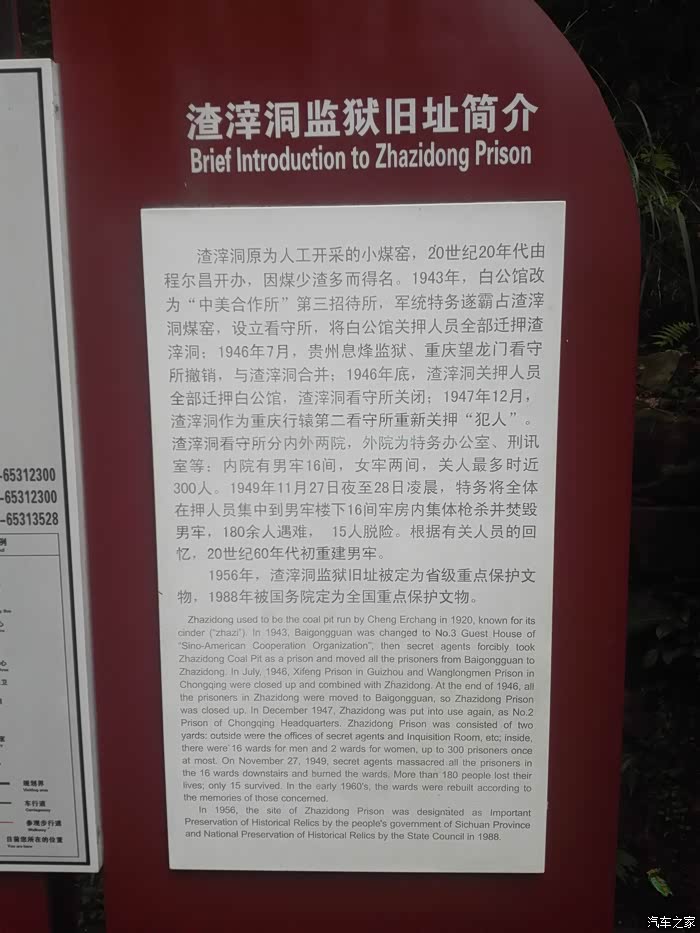 渣滓洞监狱旧址简介
Brief Introduction to Zhazidong Prison
渣滓洞原为人工开采的小煤窑，20世纪20年代由
程尔昌开办，因煤少渣多而得名。1943年，白公馆改
为“中美合作所”第三招待所，军统特务遂霸占渣滓
洞煤窑，设立看守所，将白公馆关押人员全部迁押渣
滓洞；1946年7月，贵州息烽监狱、重庆望龙门看守
所撤销，与渣滓洞合并；1946年底，渣滓洞关押人员
全部迁押白公馆，渣滓洞看守所关闭；1947年12月，
渣滓洞作为重庆行辕第二看守所重新关押“犯人”。
渣滓洞看守所分内外两院，外院为特务办公室、刑讯
室等；内院有男牢16间，女牢两间，关人最多时近
300人。1949年11月27日夜至28日凌晨，特务将全体
在押人员集中到男牢楼下16间牢房内集体枪杀并焚毁
男牢，180余人遇难，15人脱险。根据有关人员的回
忆，20世纪60年代初重建男牢。
1956年，渣滓洞监狱旧址被定为省级重点保护文
物，1988年被国务院定为全国重点保护文物。
Zhazidong used to be the coal pit run by Cheng Erchang in 1920, known for its
cinder (“zhazi”). In 1943, Baigongguan was changed to No.3 Guest House of
“Sino-American Cooperation Organization”, then secret agents forcibly took
Zhazidong Coal Pit as a prison and moved all the prisoners from Baigongguan to
Zhazidong. In July, 1946, Xifeng Prison in Guizhou and Wanglongmen Prison in
Chongqing were closed up and combined with Zhazidong. At the end of 1946, all
the prisoners in Zhazidong were moved to Baigongguan, so Zhazidong Prison
was closed up. In December 1947, Zhazidong was put into use again, as No.2
Prison of Chongqing Headquarters. Zhazidong Prison was consisted of two
yards: outside were the offices of secret agents and Inquisition Room, etc; inside,
there were 16 wards for men and 2 wards for women, up to 300 prisoners once
at most. On November 27, 1949, secret agents massacred all the prisoners in
the 16 wards downstairs and burned the wards. More than 180 people lost their
lives; only 15 survived. In the early 1960's, the wards were rebuilt according to
the memories of those concerned.
In 1956, the site of Zhazidong Prison was designated as Important
Preservation of Historical Relics by the people's government of Sichuan Province
and National Preservation of Historical Relics by the State Council in 1988.
-65312300
-65312300
-65313528
例
心
心
卫
规划界
车行道
参观步行道
Walkway
日前您所在的位置
You are here
汽车之家